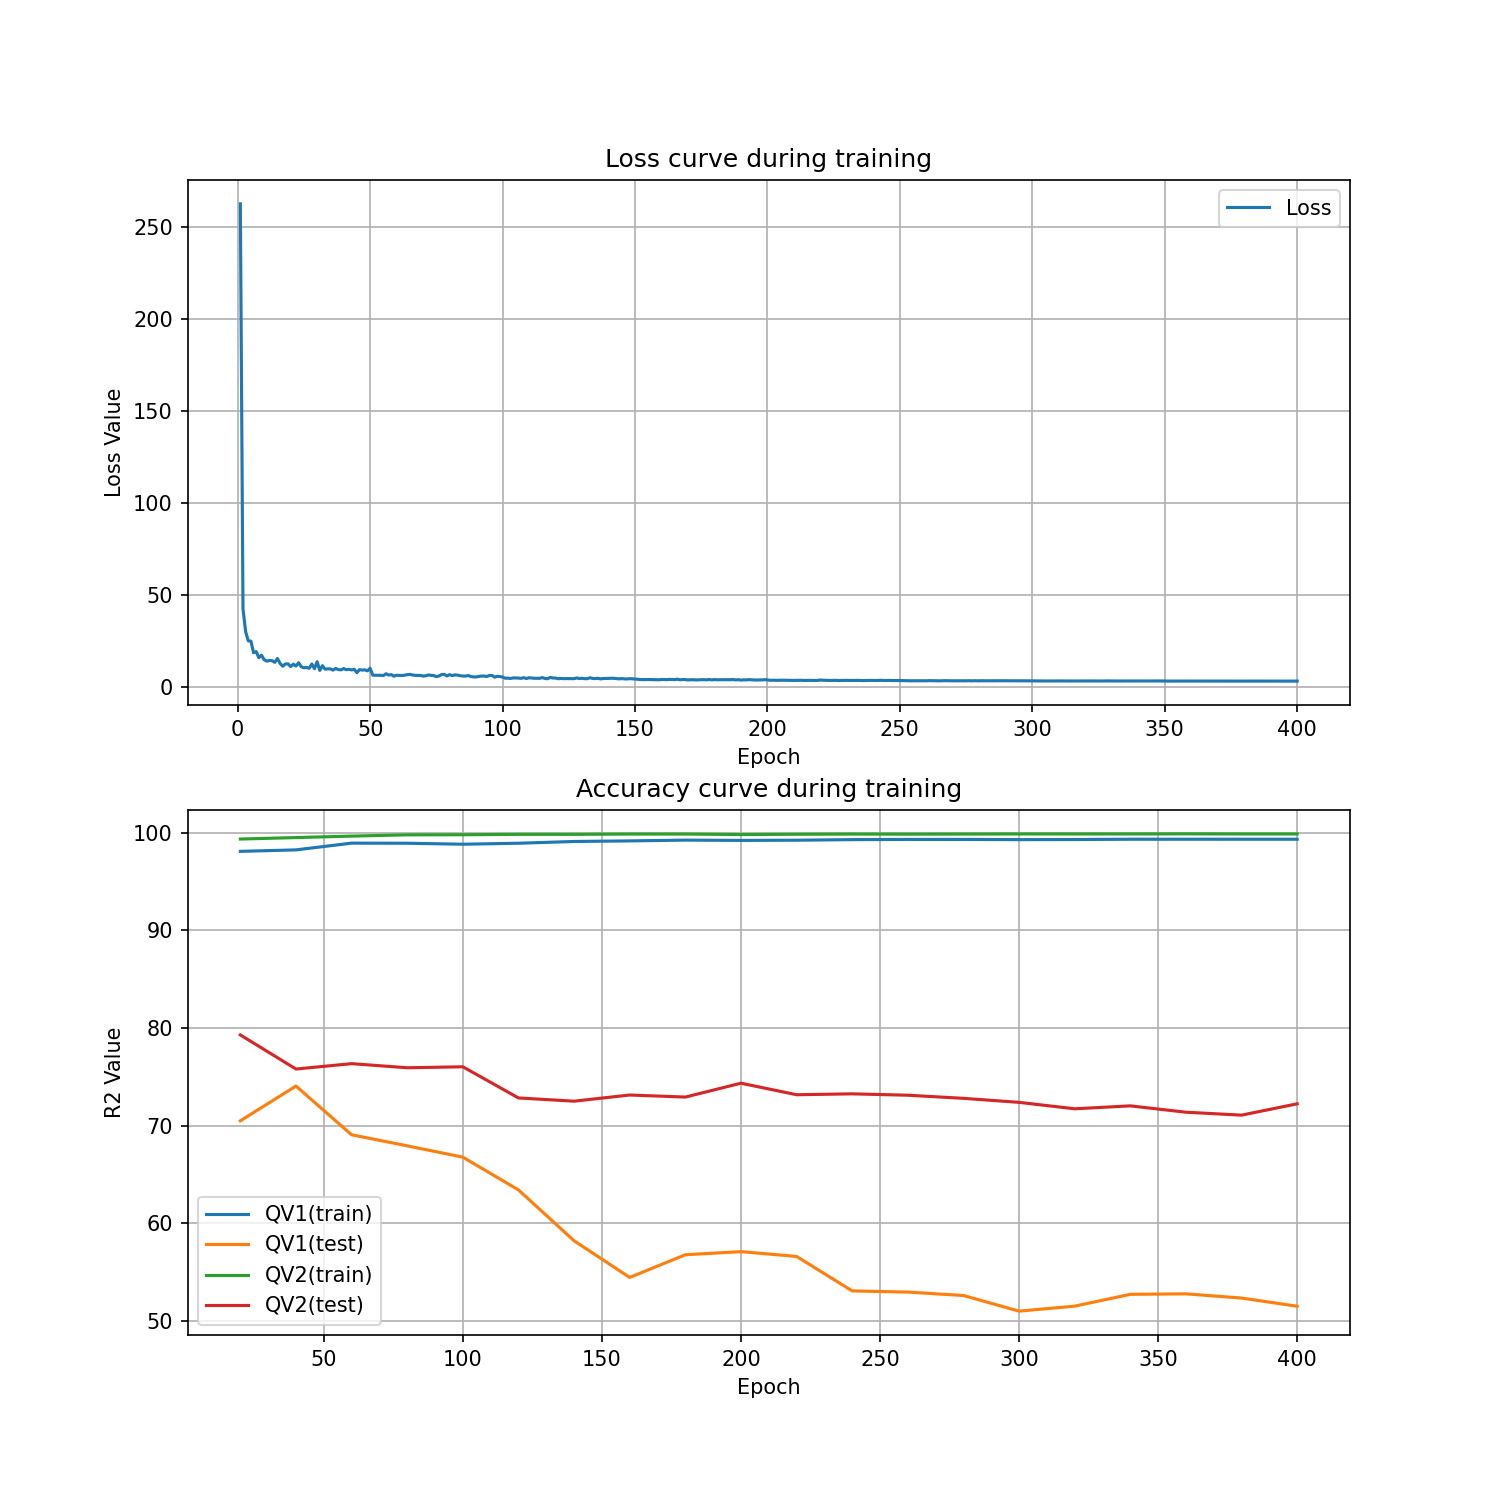 Loss curve during training
Loss
250
200
150
100
50
0
Loss Value
0 50 100 150 200 250 300 350 400
Epoch
Accuracy curve during training
100
90
80
70
60
50
R2 Value
QV1(train)
QV1(test)
QV2(train)
QV2(test)
50 100 150 200 250 300 350 400
Epoch